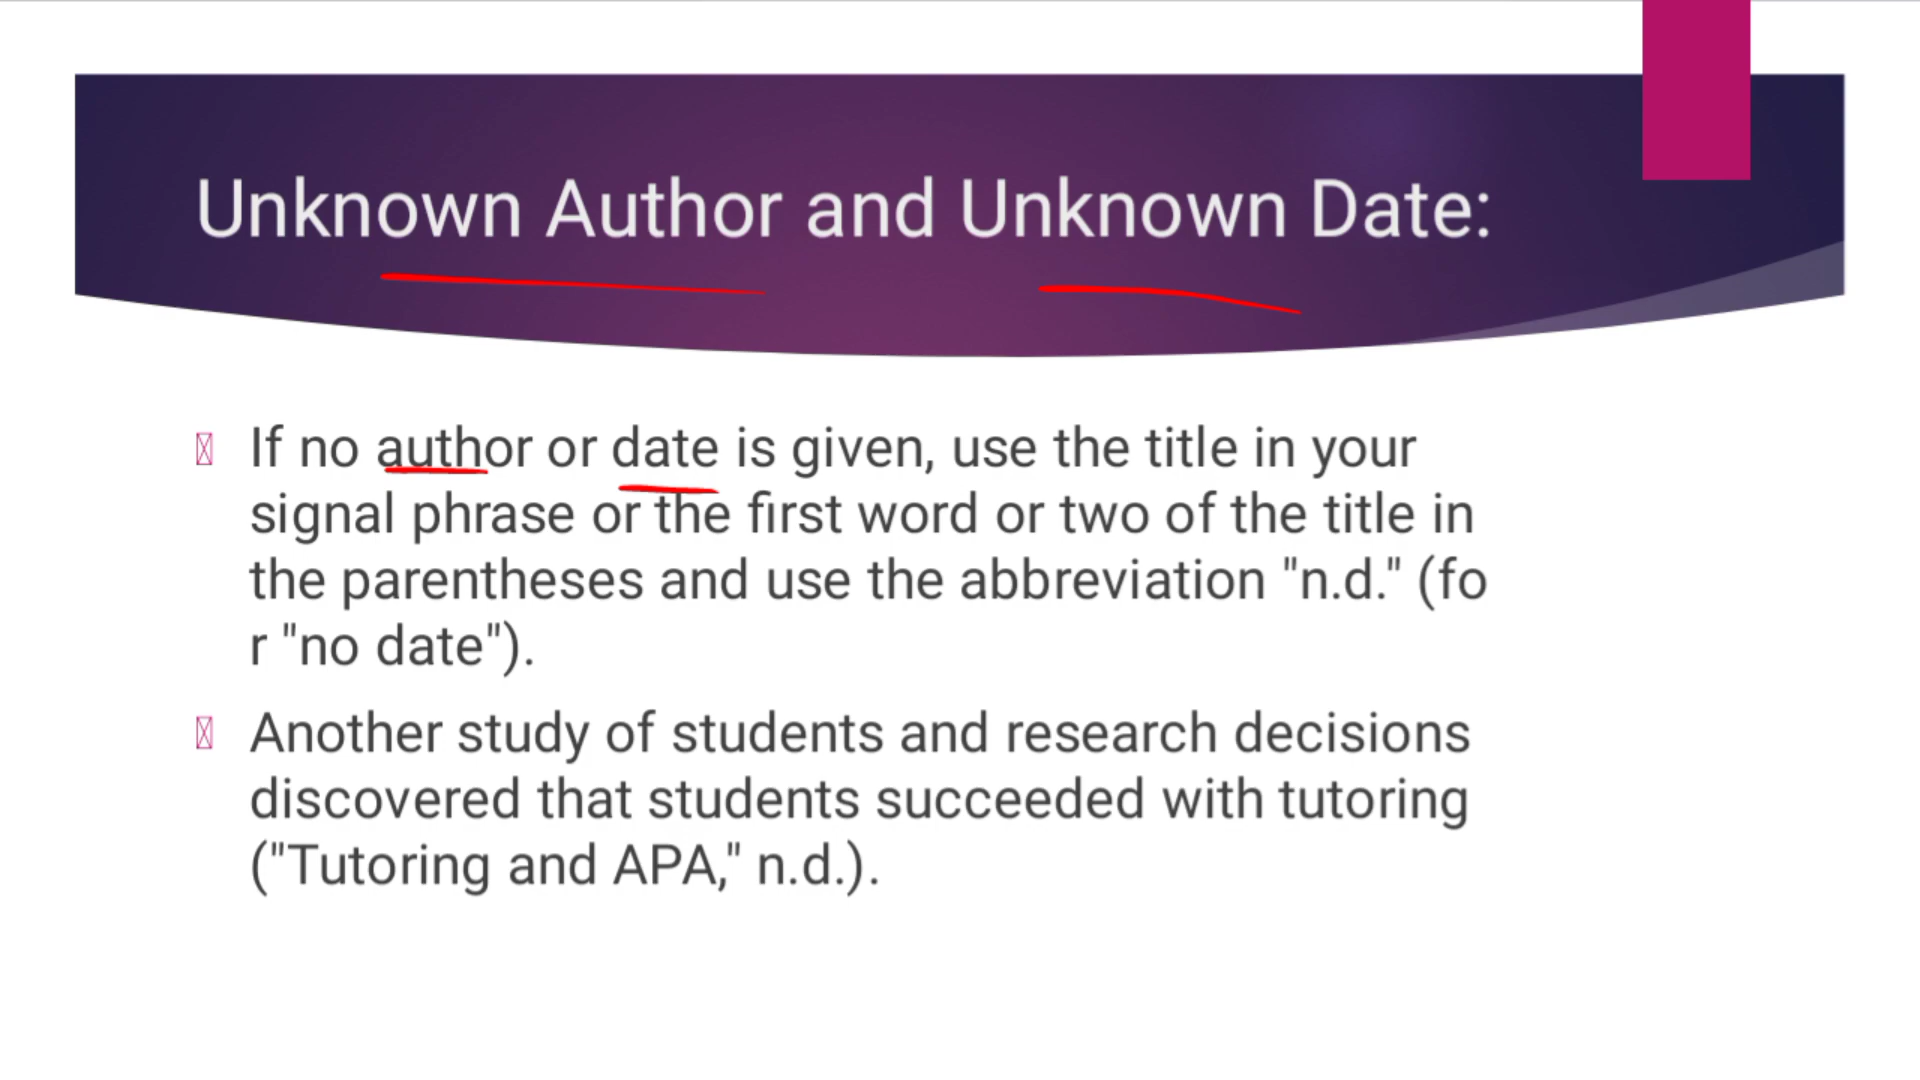 Unknown Author and Unknown Date:
If no author or date is given, use the title in your
signal phrase or the first word or two of the title in
the parentheses and use the abbreviation "n.d." (fo
r "no date").
Another study of students and research decisions
discovered that students succeeded with tutoring
("Tutoring and APA," n.d.).